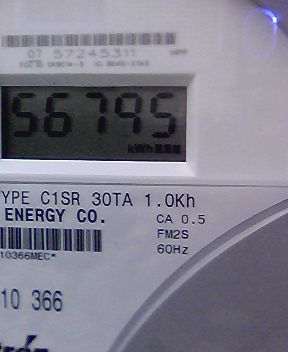 07 57245311
56795
kWh
YPE C1SR 30TA 1.0Kh
ENERGY CO.
CA 0.5
FM2S
60Hz
10366MEC*
10 366